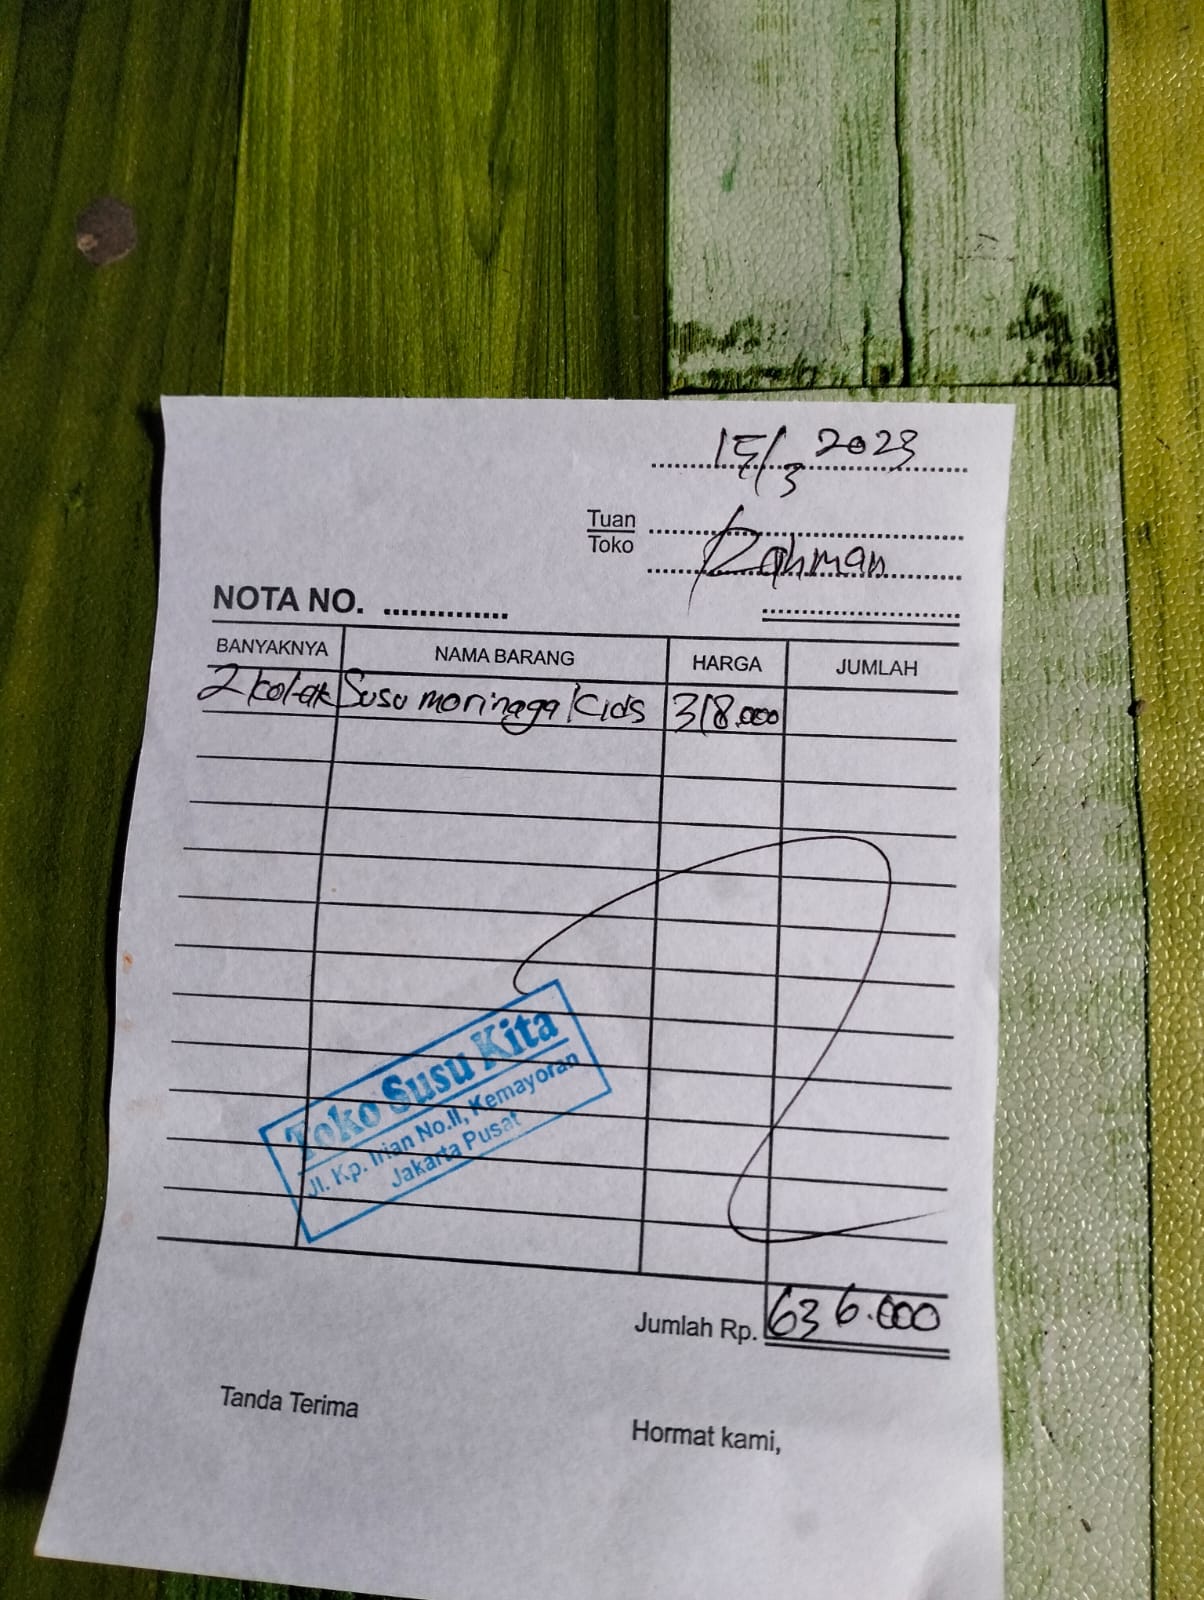 15/3 2023
Tuan
Toko
Rahman
NOTA NO. ..............
BANYAKNYA NAMA BARANG HARGA JUMLAH
2 kotak Susu morinaga Kids 318.000
Toko Susu Kita
Jl. Kp. Irian No.II, Kemayoran
Jakarta Pusat
Jumlah Rp. 636.000
Tanda Terima
Hormat kami,